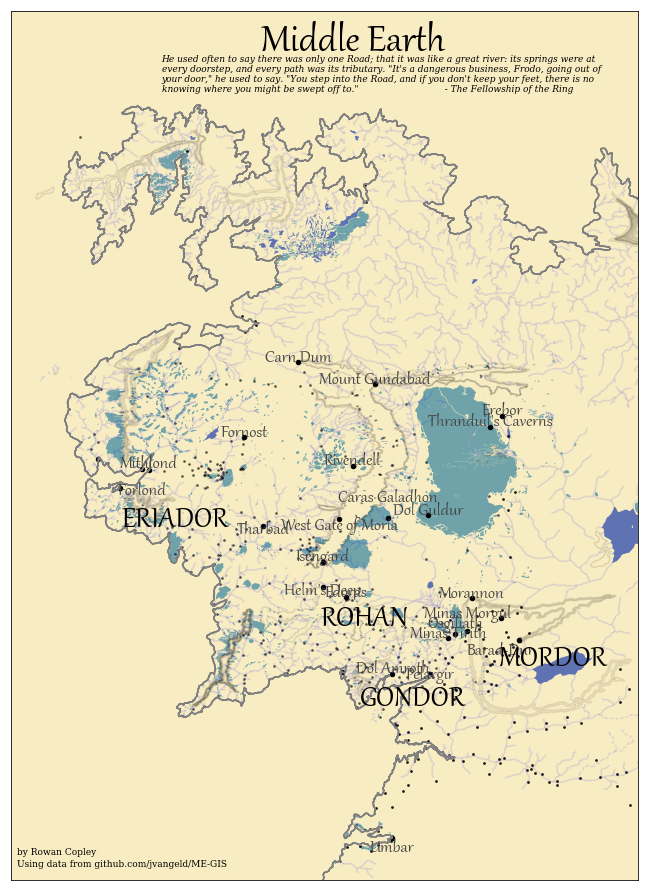 Middle Earth
He used often to say there was only one Road; that it was like a great river: its springs were at
every doorstep, and every path was its tributary. "It's a dangerous business, Frodo, going out of
your door," he used to say. "You step into the Road, and if you don't keep your feet, there is no
knowing where you might be swept off to." - The Fellowship of the Ring
Carn Dum
Mount Gundabad
Erebor
Thranduil's Caverns
Fornost
Mithlond
Rivendell
Forlond
Caras Galadhon
Dol Guldur
ERIADOR
Tharbad
West Gate of Moria
Isengard
Helm's Deep
Edoras
Morannon
ROHAN
Minas Morgul
Osgiliath
Minas Tirith
Barad-Dur
MORDOR
Dol Amroth
Pelargir
GONDOR
Umbar
by Rowan Copley
Using data from github.com/jvangeld/ME-GIS